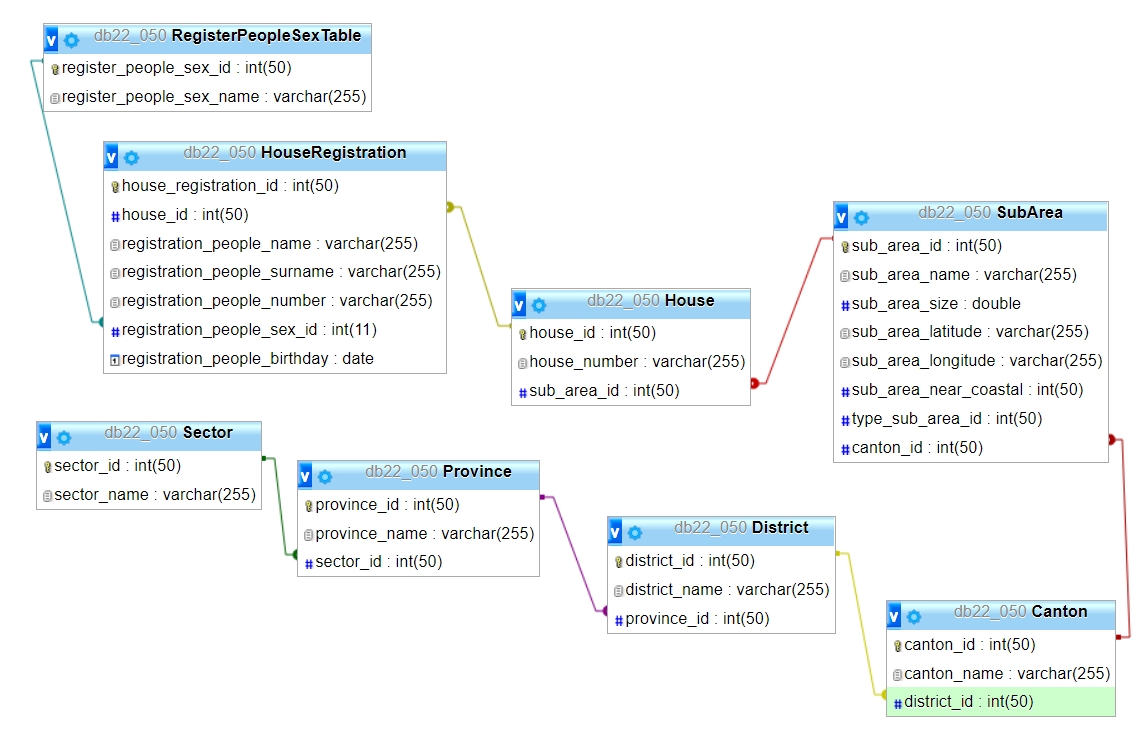 db22_050 RegisterPeopleSexTable
register_people_sex_id : int(50)
register_people_sex_name : varchar(255)
db22_050 HouseRegistration
house_registration_id : int(50)
house_id : int(50)
registration_people_name : varchar(255)
registration_people_surname : varchar(255)
registration_people_number : varchar(255)
registration_people_sex_id : int(11)
registration_people_birthday : date
db22_050 House
house_id : int(50)
house_number : varchar(255)
sub_area_id : int(50)
db22_050 SubArea
sub_area_id : int(50)
sub_area_name : varchar(255)
sub_area_size : double
sub_area_latitude : varchar(255)
sub_area_longitude : varchar(255)
sub_area_near_coastal : int(50)
type_sub_area_id : int(50)
canton_id : int(50)
db22_050 Sector
sector_id : int(50)
sector_name : varchar(255)
db22_050 Province
province_id : int(50)
province_name : varchar(255)
sector_id : int(50)
db22_050 District
district_id : int(50)
district_name : varchar(255)
province_id : int(50)
db22_050 Canton
canton_id : int(50)
canton_name : varchar(255)
district_id : int(50)